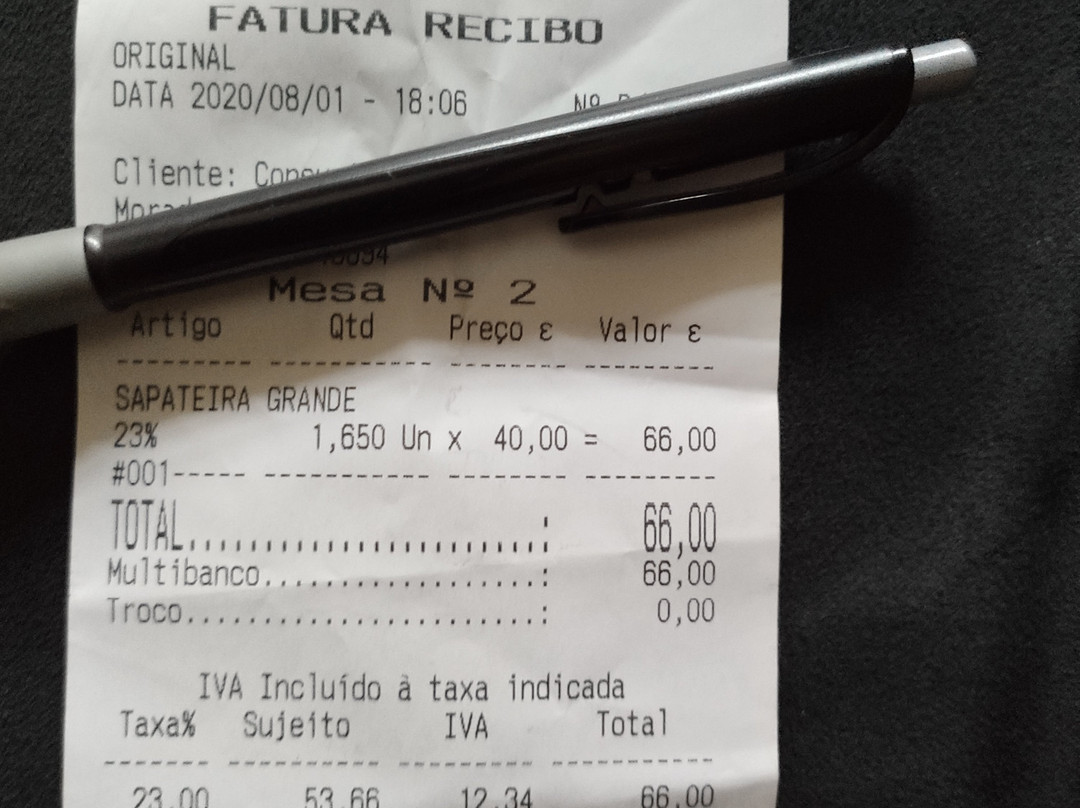 FATURA RECIBO
ORIGINAL
DATA 2020/08/01 - 18:06 Nº
Cliente:
Mesa Nº 2
Artigo Qtd Preço ε Valor ε
--------- ----------- -------- ---------
SAPATEIRA GRANDE
23% 1,650 Un x 40,00 = 66,00
#001----- ----------- -------- ---------
TOTAL..........................: 66,00
Multibanco....................: 66,00
Troco..........................: 0,00
IVA Incluído à taxa indicada
Taxa% Sujeito IVA Total
-------- ----------- --------- -----------
23.00 53.66 12.34 66.00